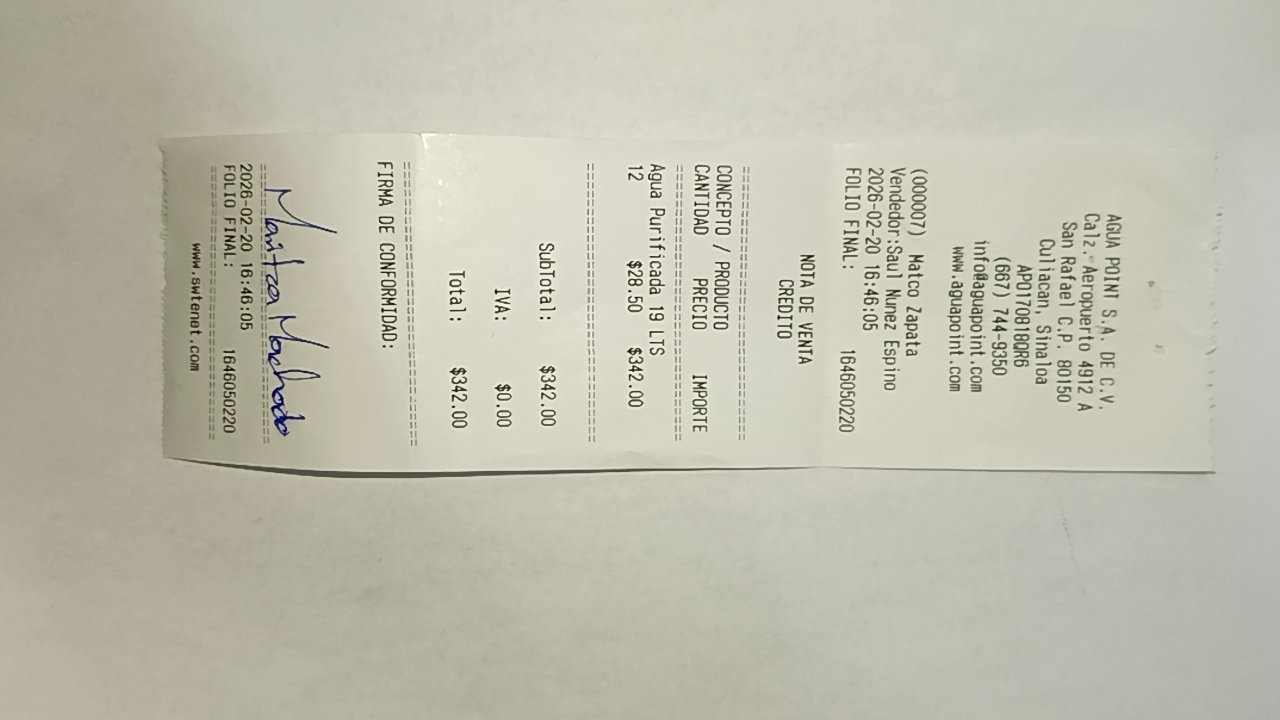 AGUA POINT S.A. DE C.V.
Calz. Aeropuerto 4912 A
San Rafael C.P. 80150
Culiacan, Sinaloa
APO170818QR6
(667) 744-9350
info@aguapoint.com
www.aguapoint.com
(000007) Matco Zapata
Vendedor:Saul Nunez Espino
2026-02-20 16:46:05
FOLIO FINAL: 1646050220
NOTA DE VENTA
CREDITO
==============================
CONCEPTO / PRODUCTO
CANTIDAD PRECIO IMPORTE
==============================
Agua Purificada 19 LTS
12 $28.50 $342.00
==============================
SubTotal: $342.00
IVA: $0.00
Total: $342.00
==============================
FIRMA DE CONFORMIDAD:
Maritza Machado
==============================
2026-02-20 16:46:05
FOLIO FINAL: 1646050220
==============================
www.swtenet.com